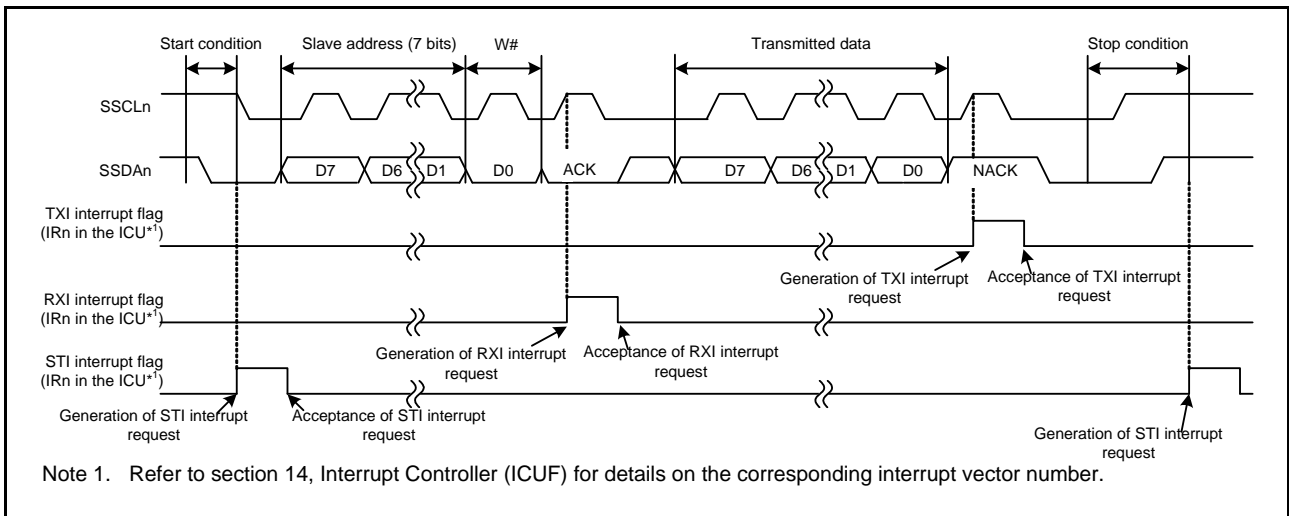 Start condition
Slave address (7 bits)
W#
Transmitted data
Stop condition
SSCLn
SSDAn
D7
D6
D1
D0
ACK
D7
D6
D1
D0
NACK
TXI interrupt flag
(IRn in the ICU*1)
Generation of TXI interrupt
request
Acceptance of TXI interrupt
request
RXI interrupt flag
(IRn in the ICU*1)
Generation of RXI interrupt
request
Acceptance of RXI interrupt
request
STI interrupt flag
(IRn in the ICU*1)
Generation of STI interrupt
request
Acceptance of STI interrupt
request
Generation of STI interrupt
request
Note 1. Refer to section 14, Interrupt Controller (ICUF) for details on the corresponding interrupt vector number.